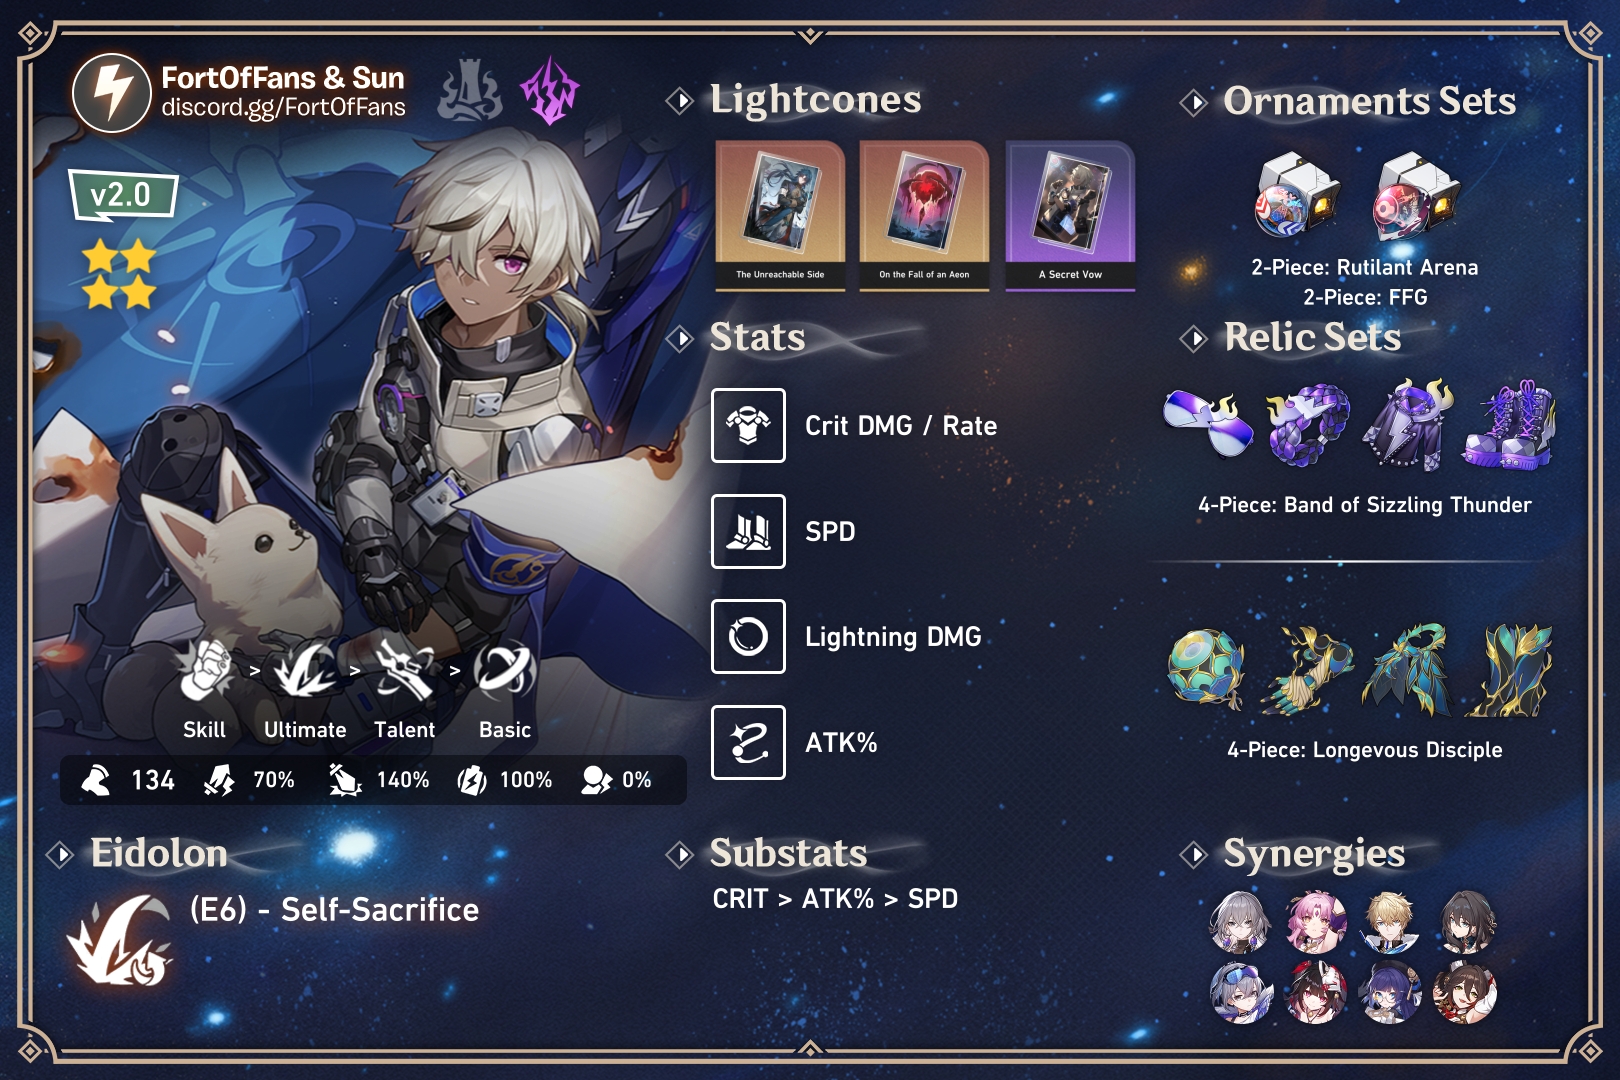 FortOfFans & Sun
discord.gg/FortOfFans
v2.0
Skill > Ultimate > Talent > Basic
134 70% 140% 100% 0%
Eidolon
(E6) - Self-Sacrifice
Lightcones
The Unreachable Side
On the Fall of an Aeon
A Secret Vow
Stats
Crit DMG / Rate
SPD
Lightning DMG
ATK%
Substats
CRIT > ATK% > SPD
Ornaments Sets
2-Piece: Rutilant Arena
2-Piece: FFG
Relic Sets
4-Piece: Band of Sizzling Thunder
4-Piece: Longevous Disciple
Synergies